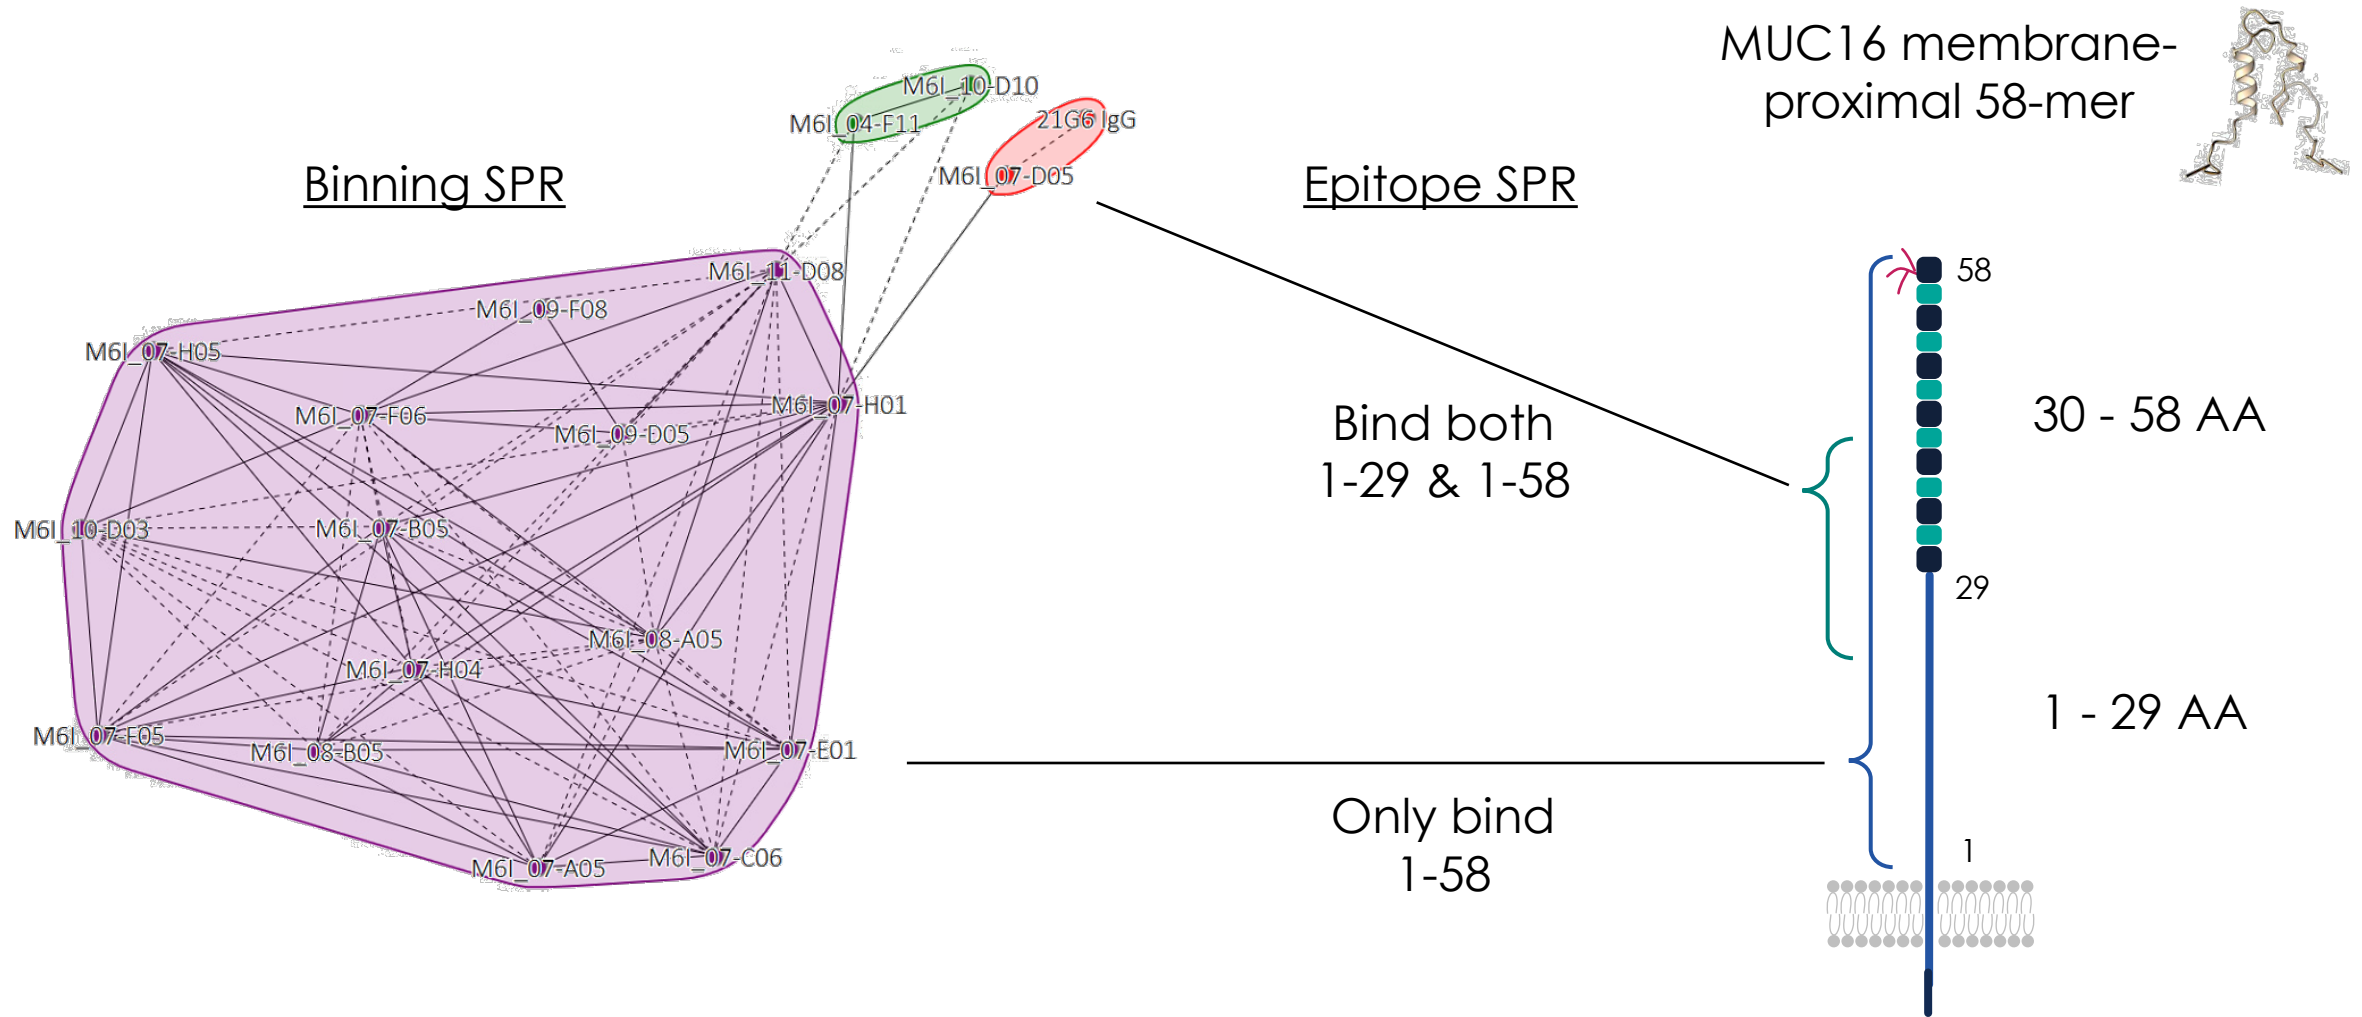 MUC16 membrane-
proximal 58-mer
Binning SPR
Epitope SPR
M6I_10-D10
M6I_04-F11
21G6 IgG
M6I_07-D05
M6I_11-D08
M6I_09-F08
M6I_07-H05
M6I_07-F06
M6I_07-H01
M6I_09-D05
M6I_10-D03
M6I_07-B05
M6I_08-A05
M6I_07-H04
M6I_07-F05
M6I_08-B05
M6I_07-E01
M6I_07-A05
M6I_07-C06
Bind both
1-29 & 1-58
Only bind
1-58
58
30 - 58 AA
29
1 - 29 AA
1